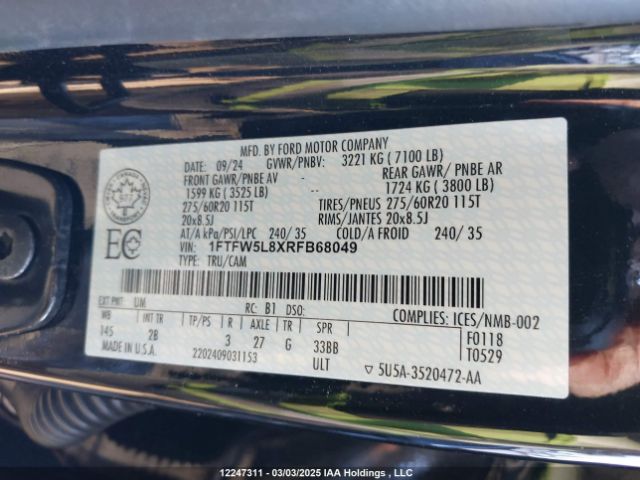 MFD. BY FORD MOTOR COMPANY
DATE: 09/24 GVWR/PNBV: 3221 KG ( 7100 LB)
FRONT GAWR/PNBE AV - REAR GAWR/ PNBE AR
1599 KG ( 3525 LB) -- 1724 KG ( 3800 LB)
275/60R20 115T TIRES/PNEUS 275/60R20 115T
20x8.5J RIMS/JANTES 20x8.5J
AT/A kPa/PSI/LPC 240/ 35 COLD/A FROID 240/ 35
EC VIN: 1FTFW5L8XRFB68049
TYPE: TRU/CAM
EXT PNT: UM RC: B1 DSO: COMPLIES: ICES/NMB-002
WB INT TR TP/PS R AXLE TR SPR F0118
145 2B 3 27 G 33BB T0529
MADE IN U.S.A. 2202409031153 ULT ▽ 5U5A-3520472-AA
12247311 - 03/03/2025 IAA Holdings , LLC